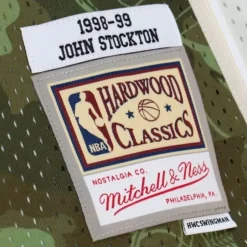 1998-99
JOHN STOCKTON
HARDWOOD
CLASSICS
NBA
NOSTALGIA CO.
Mitchell & Ness
PHILADELPHIA, PA.
HWCSWINGMAN